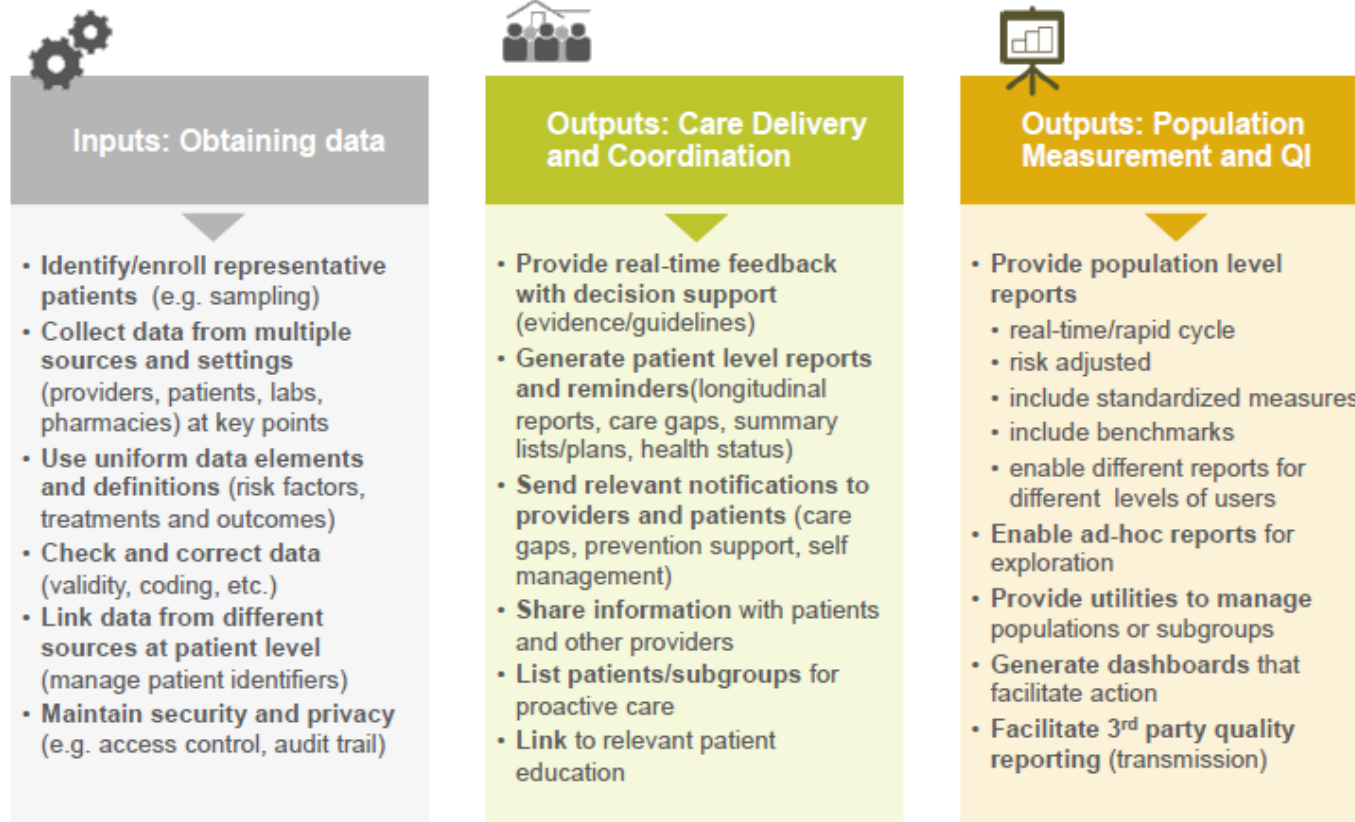 Inputs: Obtaining data
• Identify/enroll representative
patients (e.g. sampling)
• Collect data from multiple
sources and settings
(providers, patients, labs,
pharmacies) at key points
• Use uniform data elements
and definitions (risk factors,
treatments and outcomes)
• Check and correct data
(validity, coding, etc.)
• Link data from different
sources at patient level
(manage patient identifiers)
• Maintain security and privacy
(e.g. access control, audit trail)
Outputs: Care Delivery
and Coordination
• Provide real-time feedback
with decision support
(evidence/guidelines)
• Generate patient level reports
and reminders(longitudinal
reports, care gaps, summary
lists/plans, health status)
• Send relevant notifications to
providers and patients (care
gaps, prevention support, self
management)
• Share information with patients
and other providers
• List patients/subgroups for
proactive care
• Link to relevant patient
education
Outputs: Population
Measurement and QI
• Provide population level
reports
• real-time/rapid cycle
• risk adjusted
• include standardized measures
• include benchmarks
• enable different reports for
different levels of users
• Enable ad-hoc reports for
exploration
• Provide utilities to manage
populations or subgroups
• Generate dashboards that
facilitate action
• Facilitate 3rd party quality
reporting (transmission)